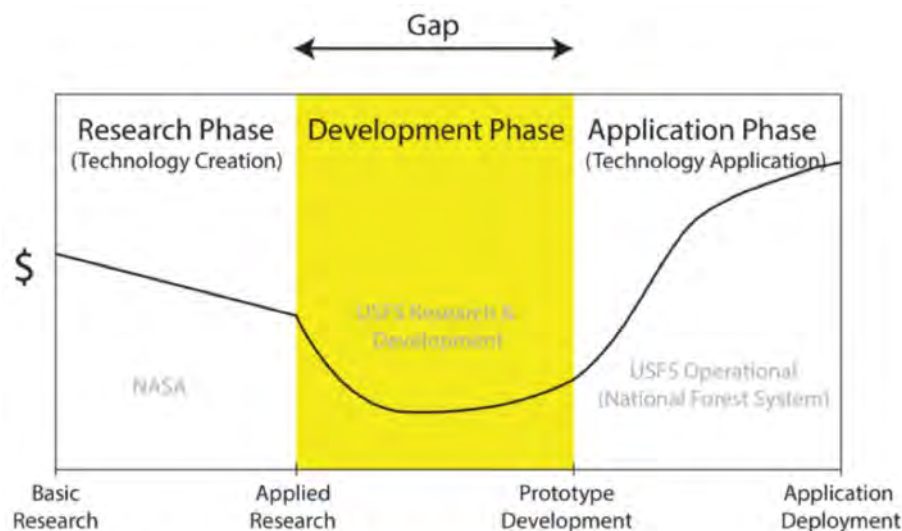 Gap
Research Phase
(Technology Creation)
Development Phase
Application Phase
(Technology Application)
$
NASA
USFS Research &
Development
USFS Operational
(National Forest System)
Basic
Research
Applied
Research
Prototype
Development
Application
Deployment